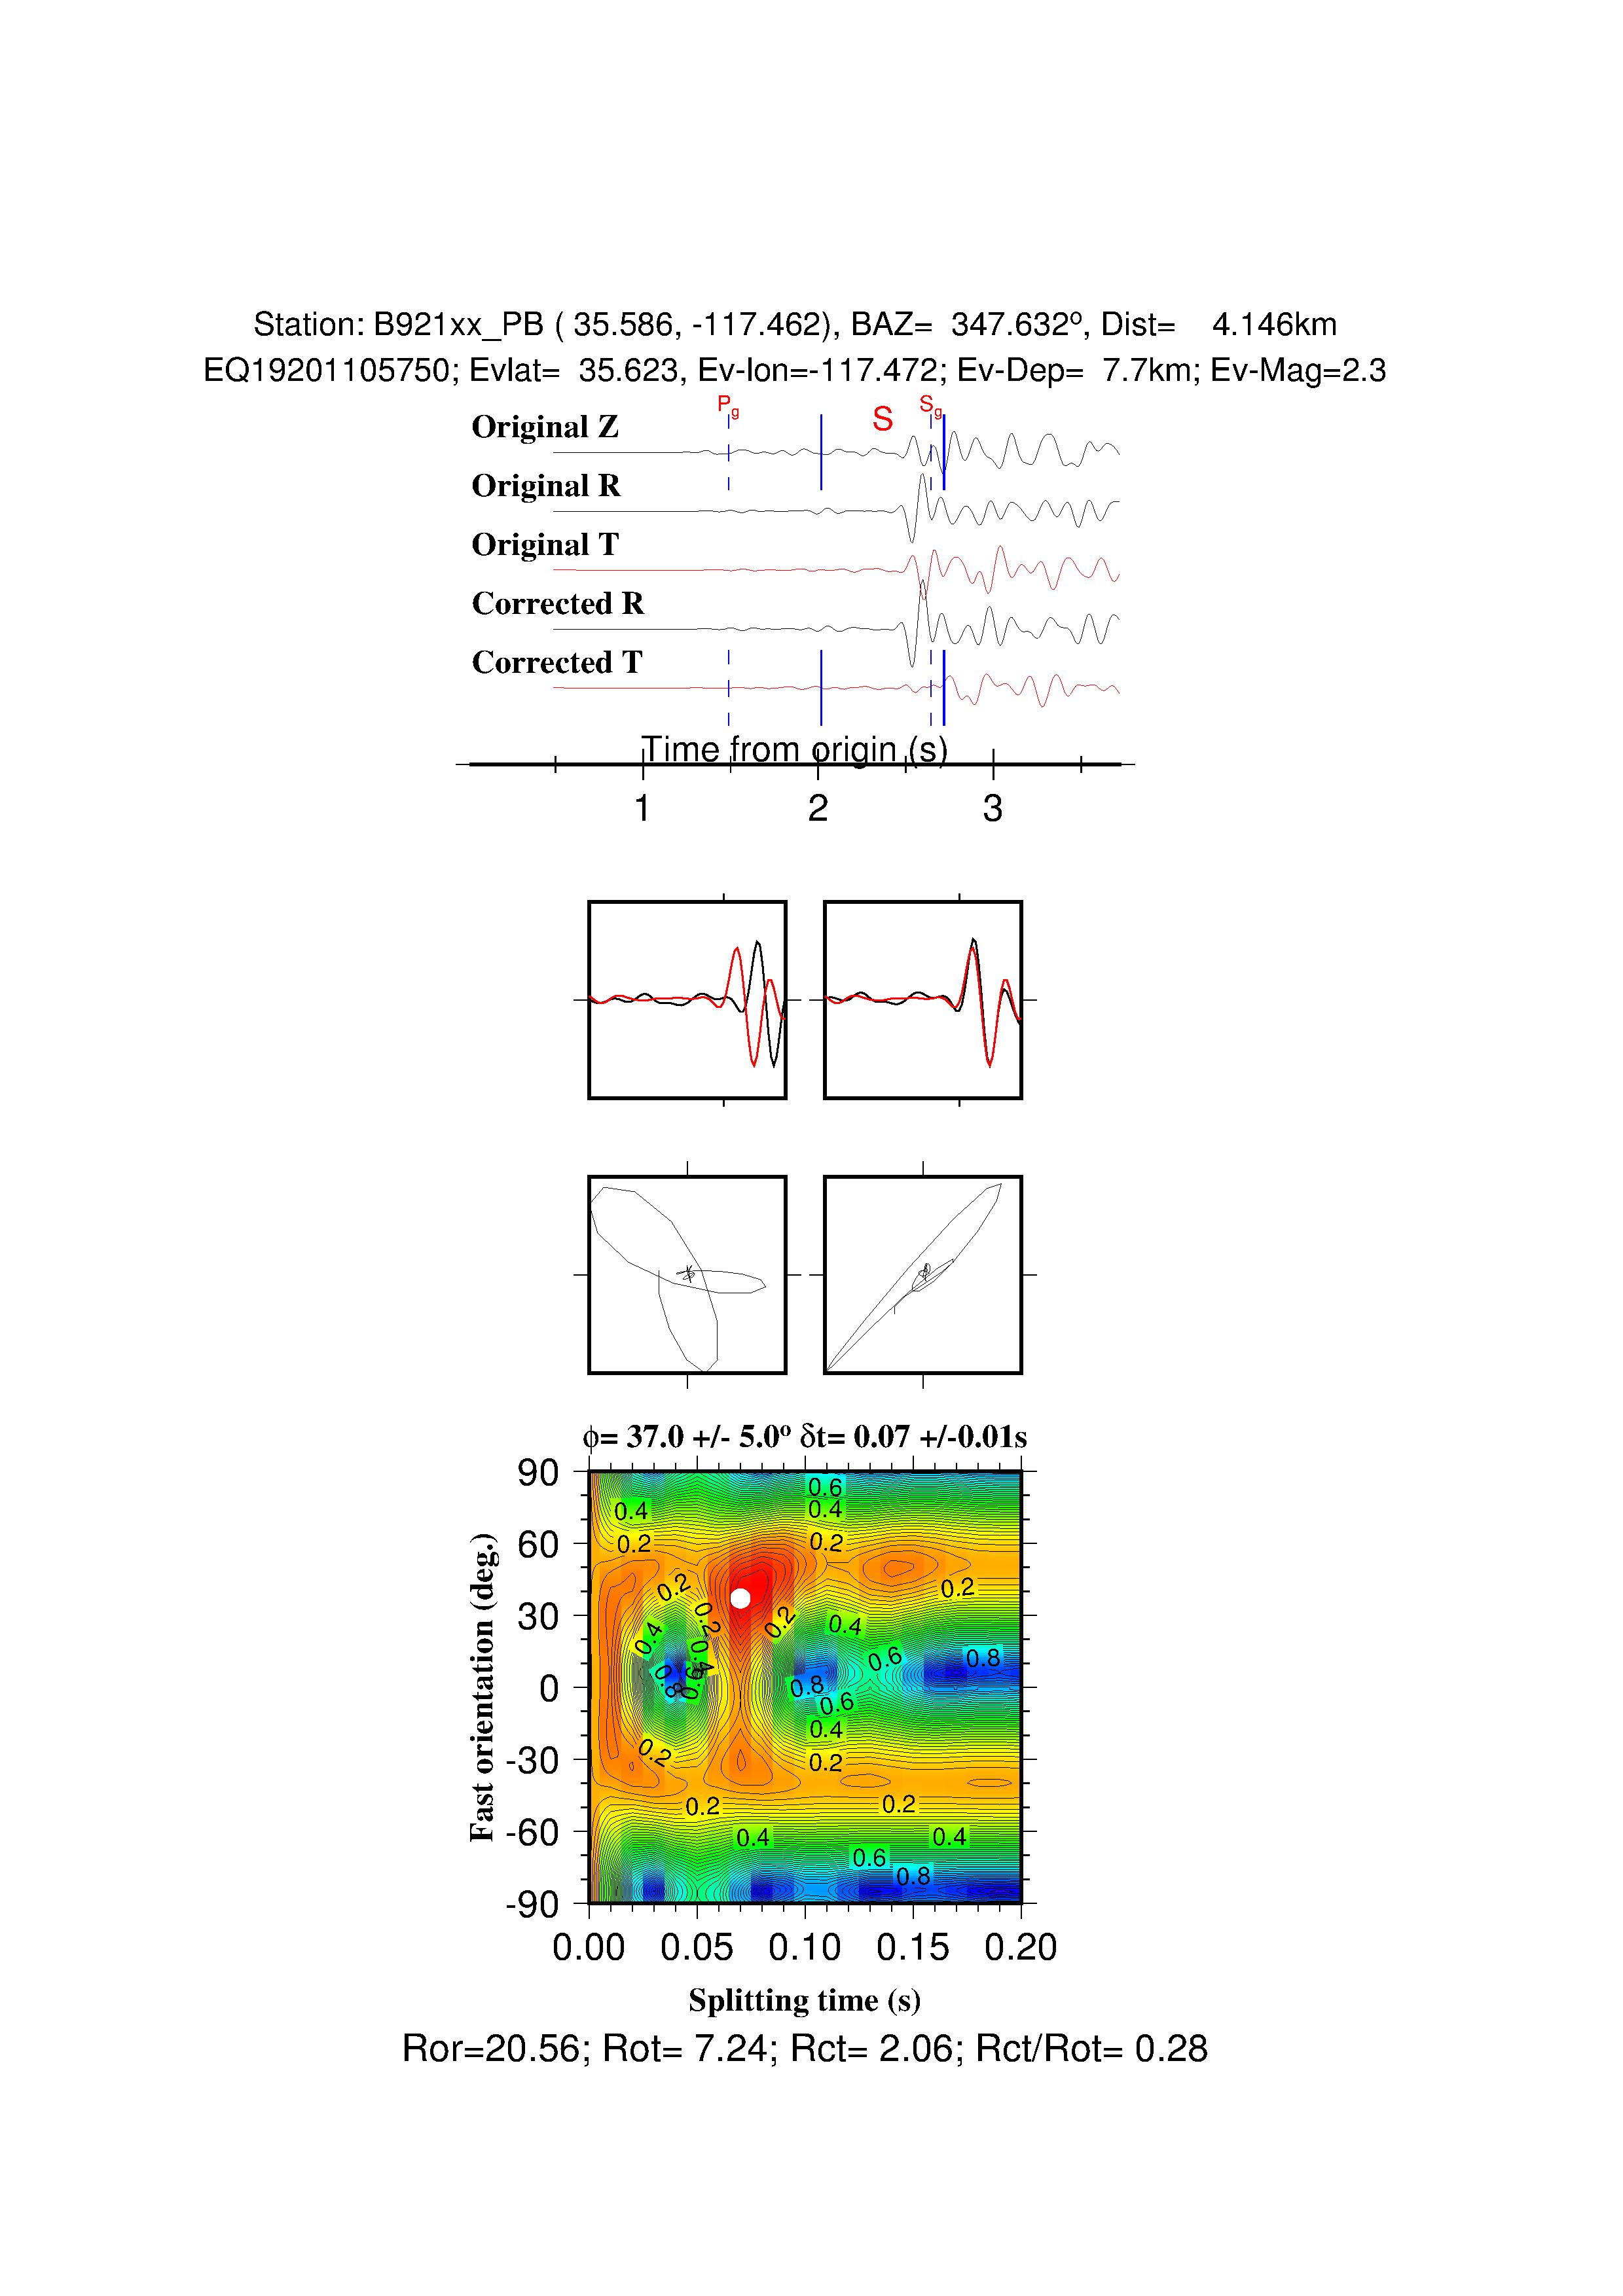 Station: B921xx_PB ( 35.586, -117.462), BAZ=  347.632º, Dist=    4.146km
EQ19201105750; Evlat=  35.623, Ev-lon=-117.472; Ev-Dep=  7.7km; Ev-Mag=2.3
Pg S Sg
Original Z
Original R
Original T
Corrected R
Corrected T
Time from origin (s)
1 2 3
ϕ= 37.0 +/- 5.0º δt= 0.07 +/-0.01s
Fast orientation (deg.)
90
60
30
0
-30
-60
-90
0.6
0.4 0.4
0.2 0.2
0.2 0.2
0.2 0.2
0.4 0.4
0.4 0.6 0.8
0.8 0.6 0.8
0.6
0.4
0.2 0.2
0.2 0.2
0.4 0.4
0.6
0.8
0.00 0.05 0.10 0.15 0.20
Splitting time (s)
Ror=20.56; Rot= 7.24; Rct= 2.06; Rct/Rot= 0.28